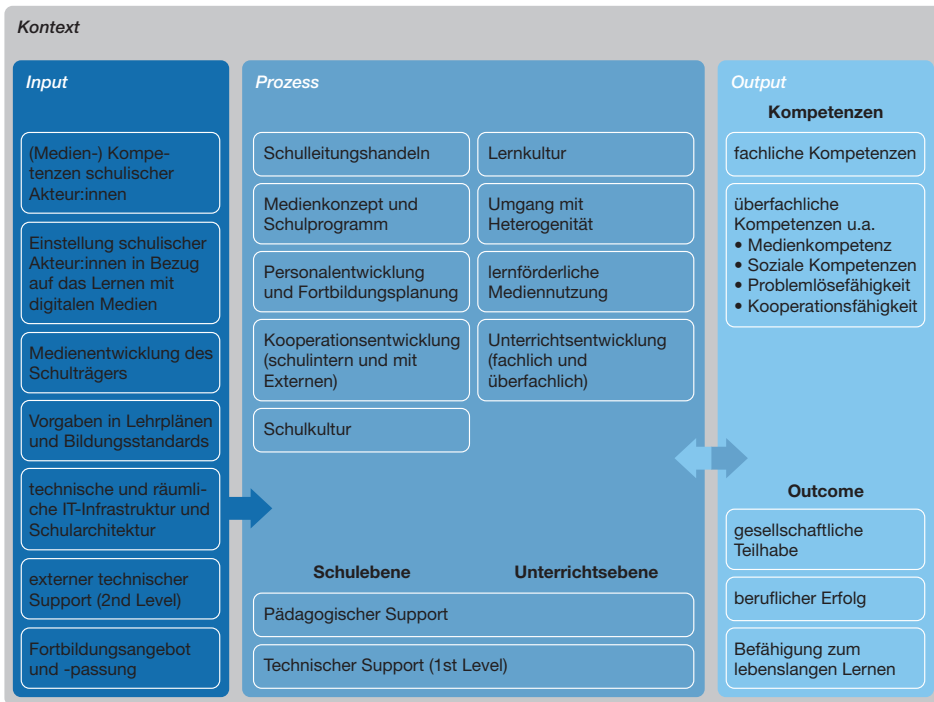 Kontext
Input
(Medien-) Kompe-
tenzen schulischer
Akteur:innen
Einstellung schulischer
Akteur:innen in Bezug
auf das Lernen mit
digitalen Medien
Medienentwicklung des
Schulträgers
Vorgaben in Lehrplänen
und Bildungsstandards
technische und räumli-
che IT-Infrastruktur und
Schularchitektur
externer technischer
Support (2nd Level)
Fortbildungsangebot
und -passung
Prozess
Schulleitungshandeln
Medienkonzept und
Schulprogramm
Personalentwicklung
und Fortbildungsplanung
Kooperationsentwicklung
(schulintern und mit
Externen)
Schulkultur
Lernkultur
Umgang mit
Heterogenität
lernförderliche
Mediennutzung
Unterrichtsentwicklung
(fachlich und
überfachlich)
Schulebene
Unterrichtsebene
Pädagogischer Support
Technischer Support (1st Level)
Output
Kompetenzen
fachliche Kompetenzen
überfachliche
Kompetenzen u.a.
• Medienkompetenz
• Soziale Kompetenzen
• Problemlösefähigkeit
• Kooperationsfähigkeit
Outcome
gesellschaftliche
Teilhabe
beruflicher Erfolg
Befähigung zum
lebenslangen Lernen